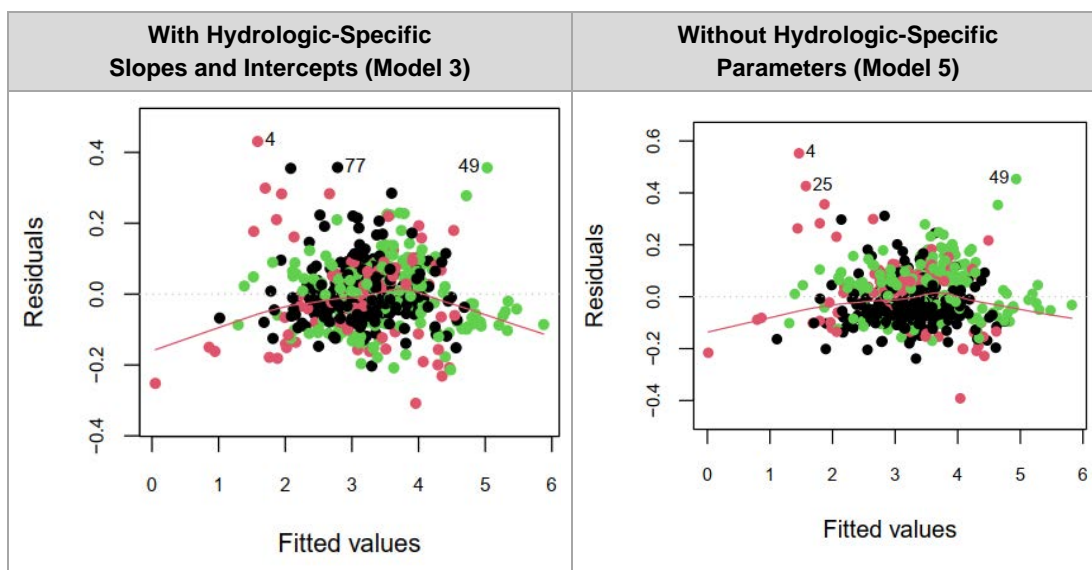 With Hydrologic-Specific
Slopes and Intercepts (Model 3)
Without Hydrologic-Specific
Parameters (Model 5)
Residuals
0.4
0.2
0.0
−0.2
−0.4
4
77
49
0 1 2 3 4 5 6
Fitted values
Residuals
0.6
0.4
0.2
0.0
−0.2
−0.4
4
25
49
0 1 2 3 4 5 6
Fitted values